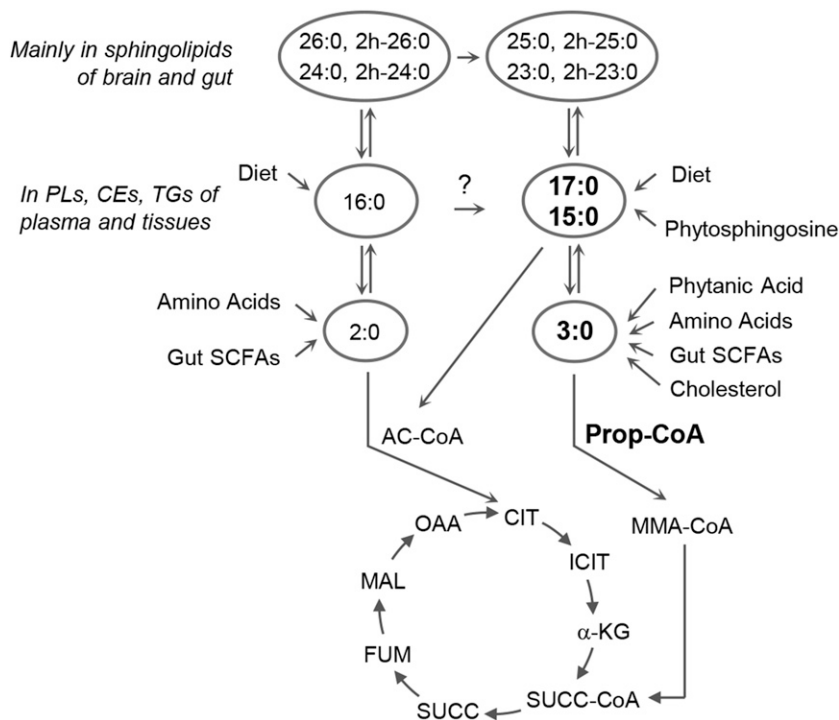 Mainly in sphingolipids
of brain and gut
26:0, 2h-26:0
24:0, 2h-24:0
25:0, 2h-25:0
23:0, 2h-23:0
In PLs, CEs, TGs of
plasma and tissues
Diet
16:0
?
17:0
15:0
Diet
Phytosphingosine
Amino Acids
Gut SCFAs
2:0
3:0
Phytanic Acid
Amino Acids
Gut SCFAs
Cholesterol
AC-CoA
Prop-CoA
OAA
CIT
MMA-CoA
ICIT
MAL
α-KG
FUM
SUCC-CoA
SUCC